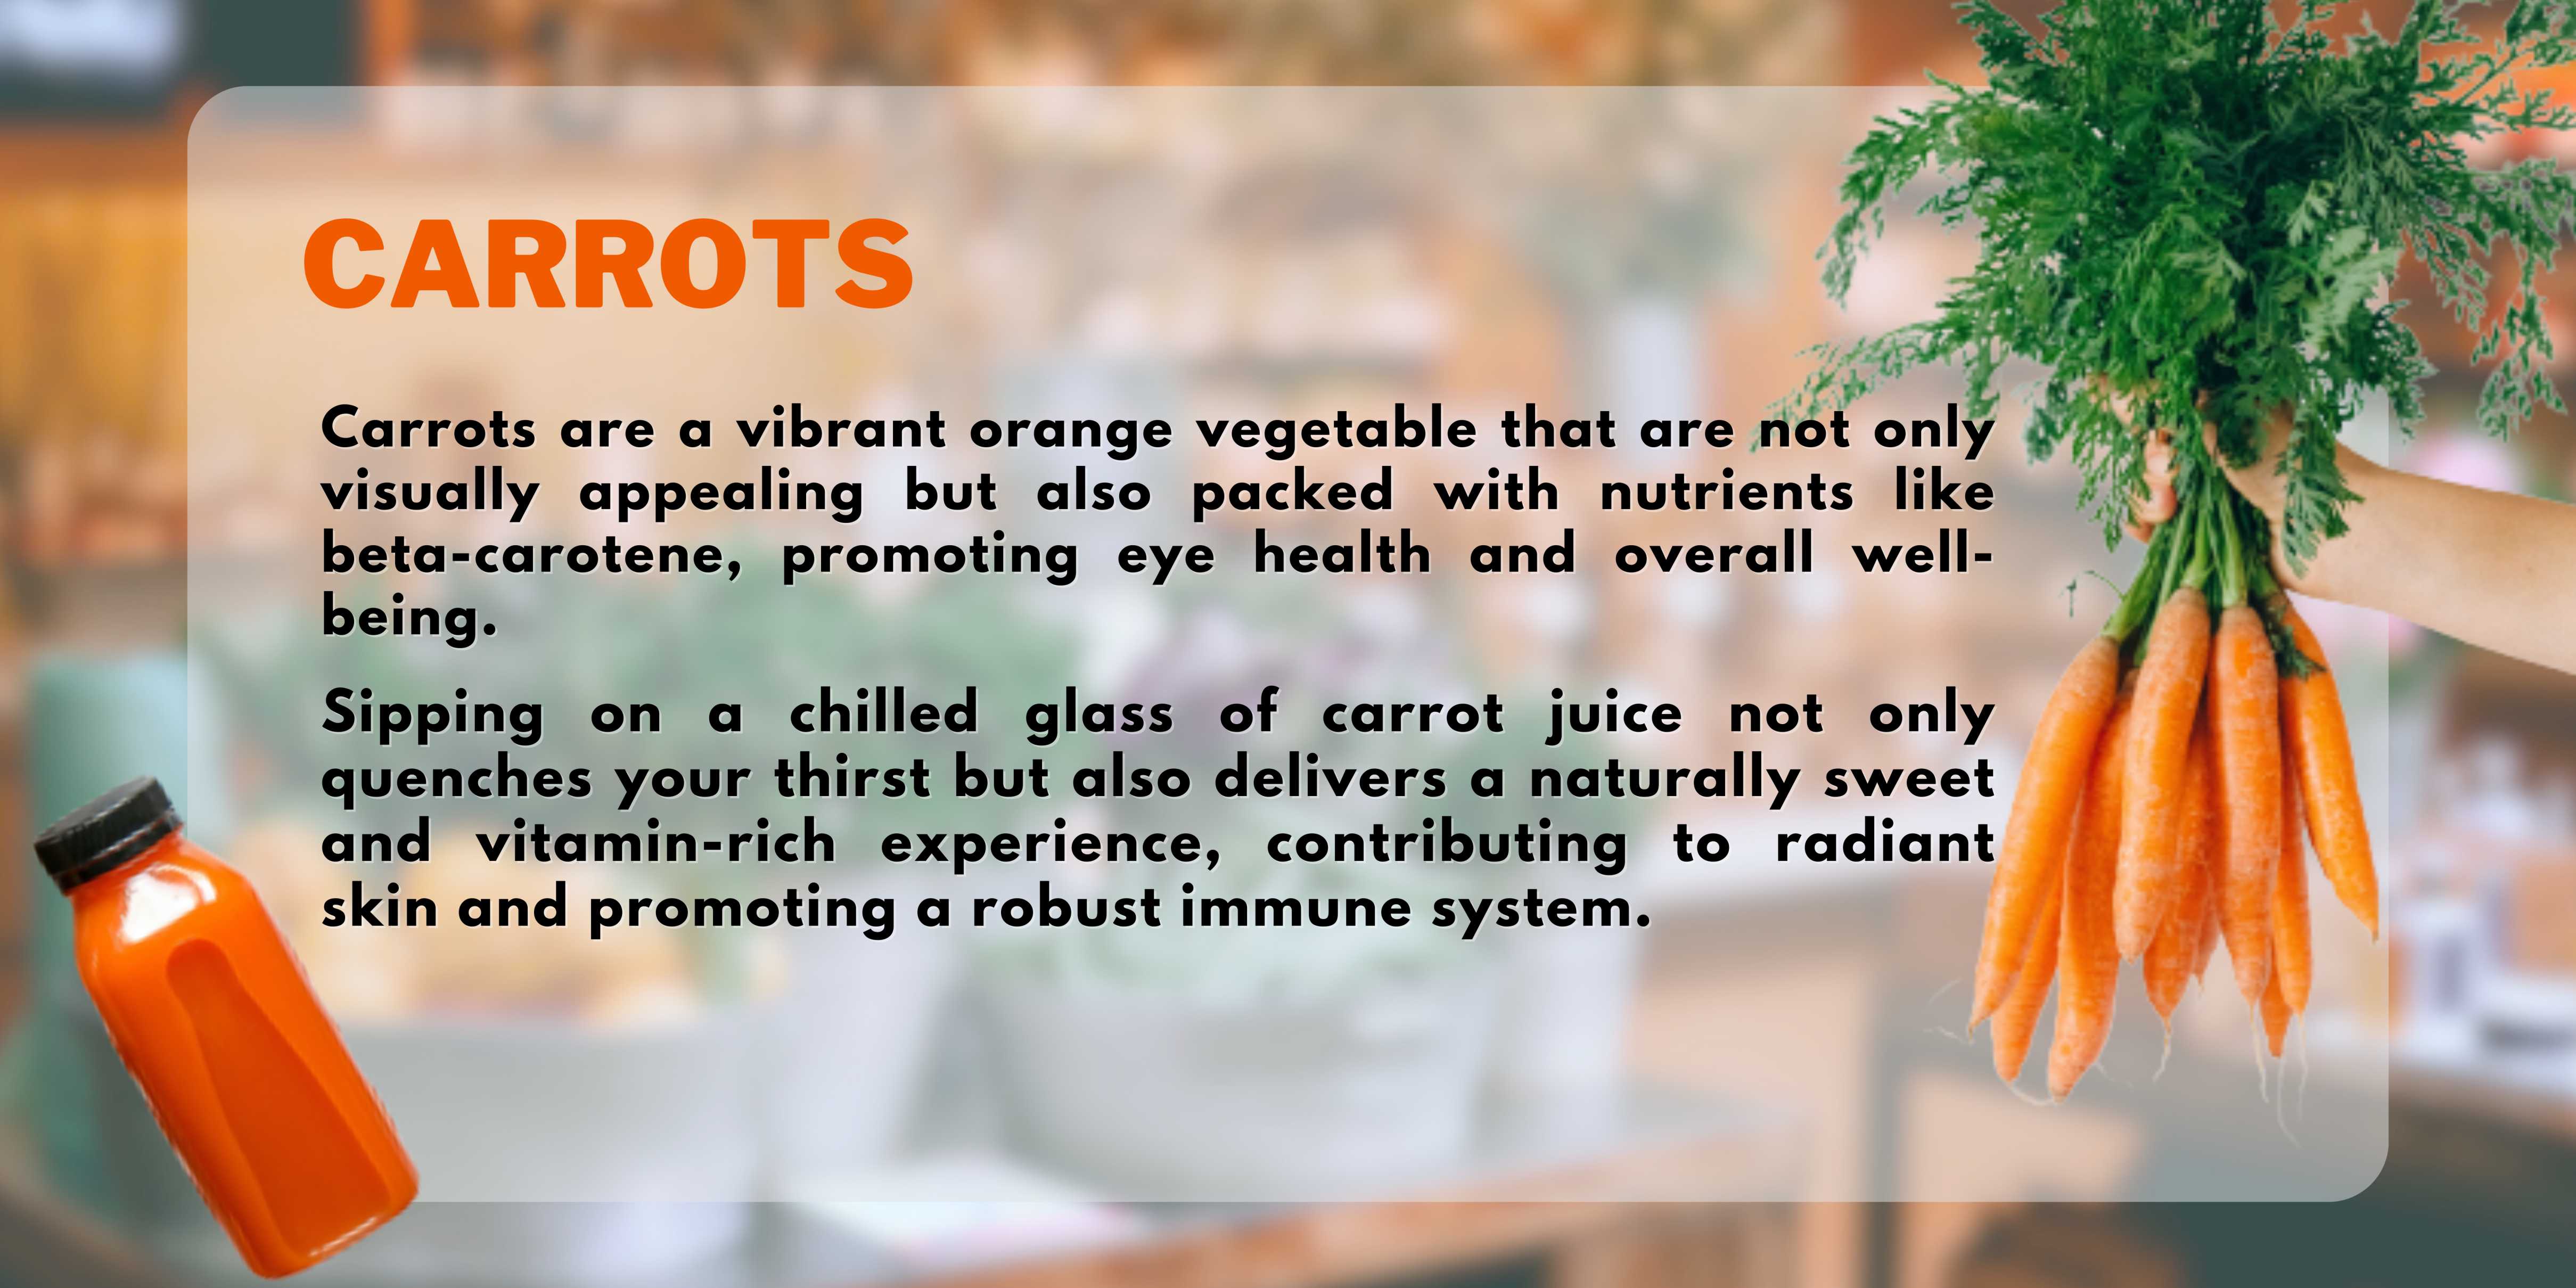 CARROTS
Carrots are a vibrant orange vegetable that are not only
visually appealing but also packed with nutrients like
beta-carotene, promoting eye health and overall well-
being.
Sipping on a chilled glass of carrot juice not only
quenches your thirst but also delivers a naturally sweet
and vitamin-rich experience, contributing to radiant
skin and promoting a robust immune system.